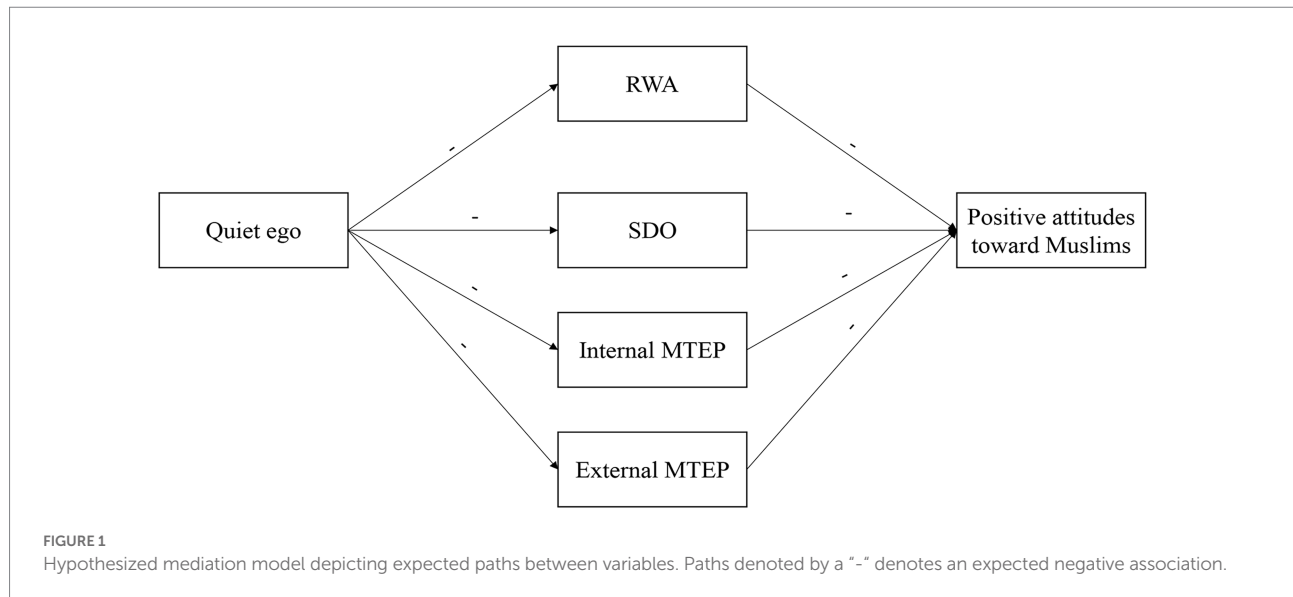 RWA
-
-
Quiet ego
-
SDO
-
Positive attitudes
toward Muslims
-
-
Internal MTEP
-
-
External MTEP
FIGURE 1
Hypothesized mediation model depicting expected paths between variables. Paths denoted by a "-" denotes an expected negative association.